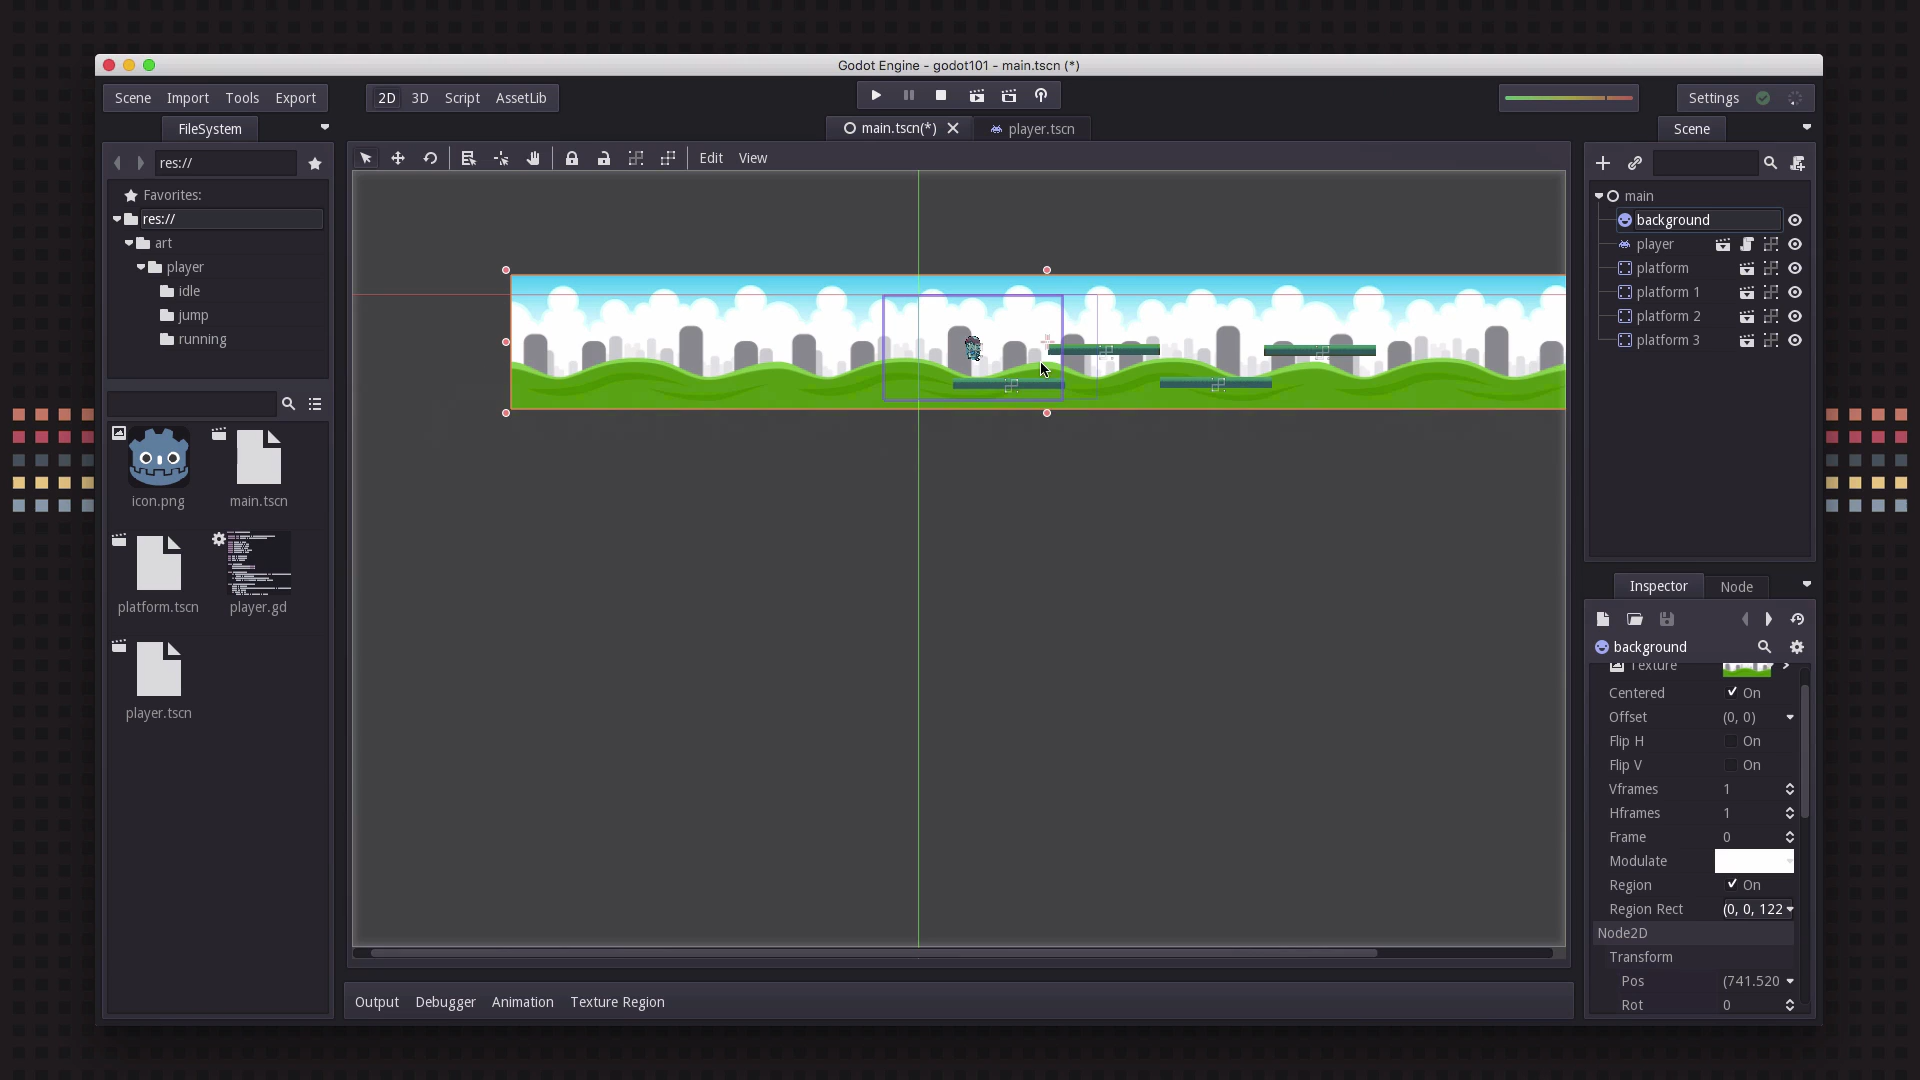 Godot Engine - godot101 - main.tscn (*)
Scene Import Tools Export
2D 3D Script AssetLib
Settings
FileSystem
main.tscn(*)
player.tscn
Scene
res://
Edit View
Favorites:
res://
art
player
idle
jump
running
main
background
player
platform
platform 1
platform 2
platform 3
icon.png
main.tscn
platform.tscn
player.gd
player.tscn
Inspector
Node
background
Texture
Centered On
Offset (0, 0)
Flip H On
Flip V On
Vframes 1
Hframes 1
Frame 0
Modulate
Region On
Region Rect (0, 0, 122
Node2D
Transform
Pos (741.520
Rot 0
Output Debugger Animation Texture Region